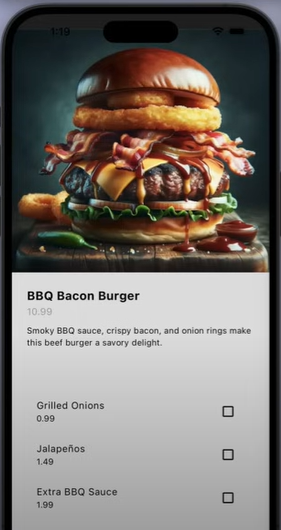 1:19
BBQ Bacon Burger
10.99
Smoky BBQ sauce, crispy bacon, and onion rings make
this beef burger a savory delight.
Grilled Onions
0.99
Jalapeños
1.49
Extra BBQ Sauce
1.99